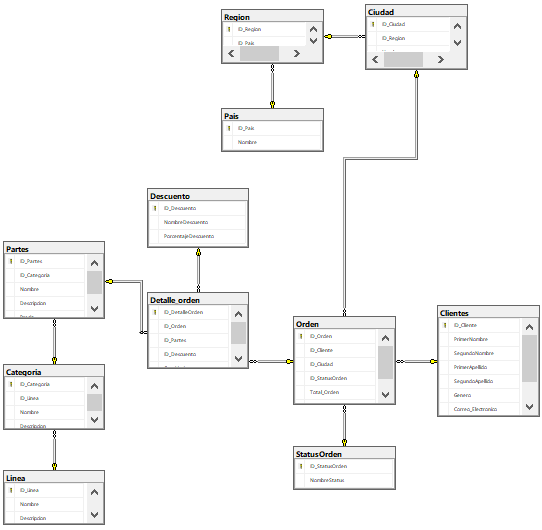 Region
ID_Region
ID_Pais
Ciudad
ID_Ciudad
ID_Region
Pais
ID_Pais
Nombre
Descuento
ID_Descuento
NombreDescuento
PorcentajeDescuento
Partes
ID_Partes
ID_Categoria
Nombre
Descripcion
Detalle_orden
ID_DetalleOrden
ID_Orden
ID_Partes
ID_Descuento
Orden
ID_Orden
ID_Cliente
ID_Ciudad
ID_StatusOrden
Total_Orden
Clientes
ID_Cliente
PrimerNombre
SegundoNombre
PrimerApellido
SegundoApellido
Genero
Correo_Electronico
Categoria
ID_Categoria
ID_Linea
Nombre
Descripcion
StatusOrden
ID_StatusOrden
NombreStatus
Linea
ID_Linea
Nombre
Descripcion